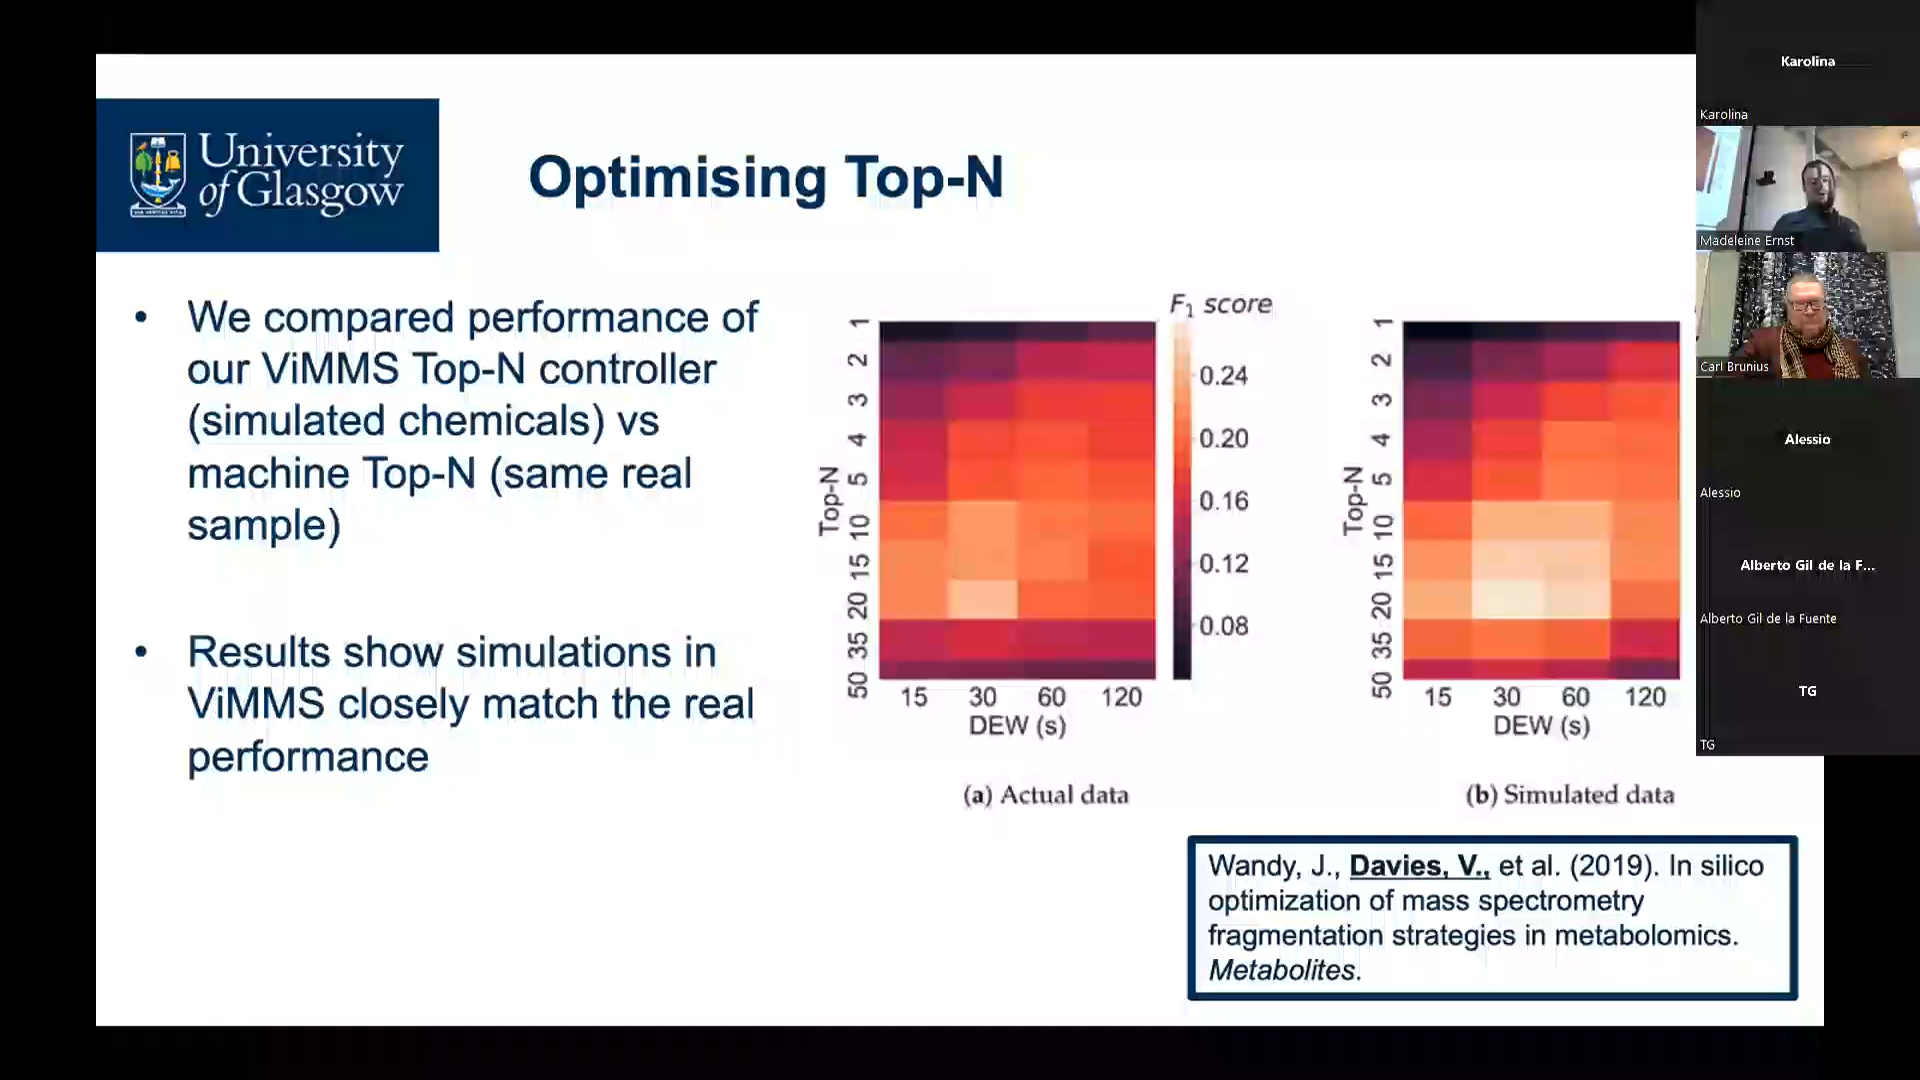 University
of Glasgow
Optimising Top-N
• We compared performance of
our ViMMS Top-N controller
(simulated chemicals) vs
machine Top-N (same real
sample)
• Results show simulations in
ViMMS closely match the real
performance
F1 score
0.24
0.20
0.16
0.12
0.08
Top-N
1
2
3
4
5
10
15
20
35
50
15 30 60 120
DEW (s)
(a) Actual data
Top-N
1
2
3
4
5
10
15
20
35
50
15 30 60 120
DEW (s)
(b) Simulated data
Wandy, J., Davies, V., et al. (2019). In silico
optimization of mass spectrometry
fragmentation strategies in metabolomics.
Metabolites.
Karolina
Karolina
Madeleine Ernst
Carl Brunius
Alessio
Alessio
Alberto Gil de la F...
Alberto Gil de la Fuente
TG
TG